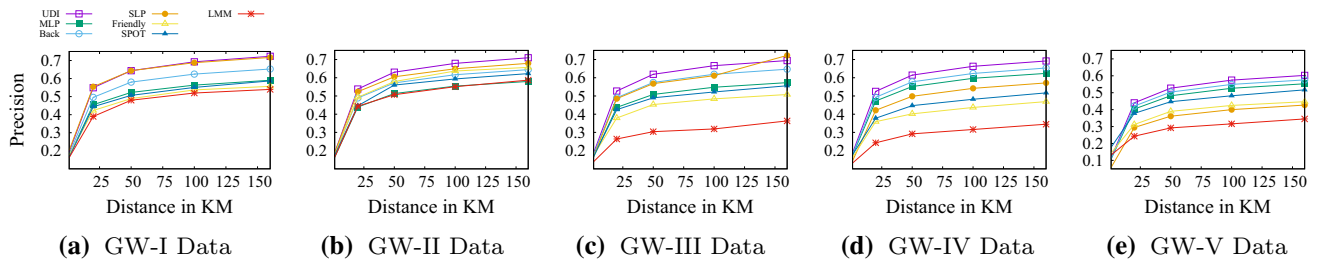 UDI SLP LMM
MLP Friendly
Back SPOT
Precision
0.7 0.6 0.5 0.4 0.3 0.2
25 50 75 100 125 150
Distance in KM
(a) GW-I Data
0.7 0.6 0.5 0.4 0.3 0.2
25 50 75 100 125 150
Distance in KM
(b) GW-II Data
0.7 0.6 0.5 0.4 0.3 0.2
25 50 75 100 125 150
Distance in KM
(c) GW-III Data
0.7 0.6 0.5 0.4 0.3 0.2
25 50 75 100 125 150
Distance in KM
(d) GW-IV Data
0.7 0.6 0.5 0.4 0.3 0.2 0.1
25 50 75 100 125 150
Distance in KM
(e) GW-V Data